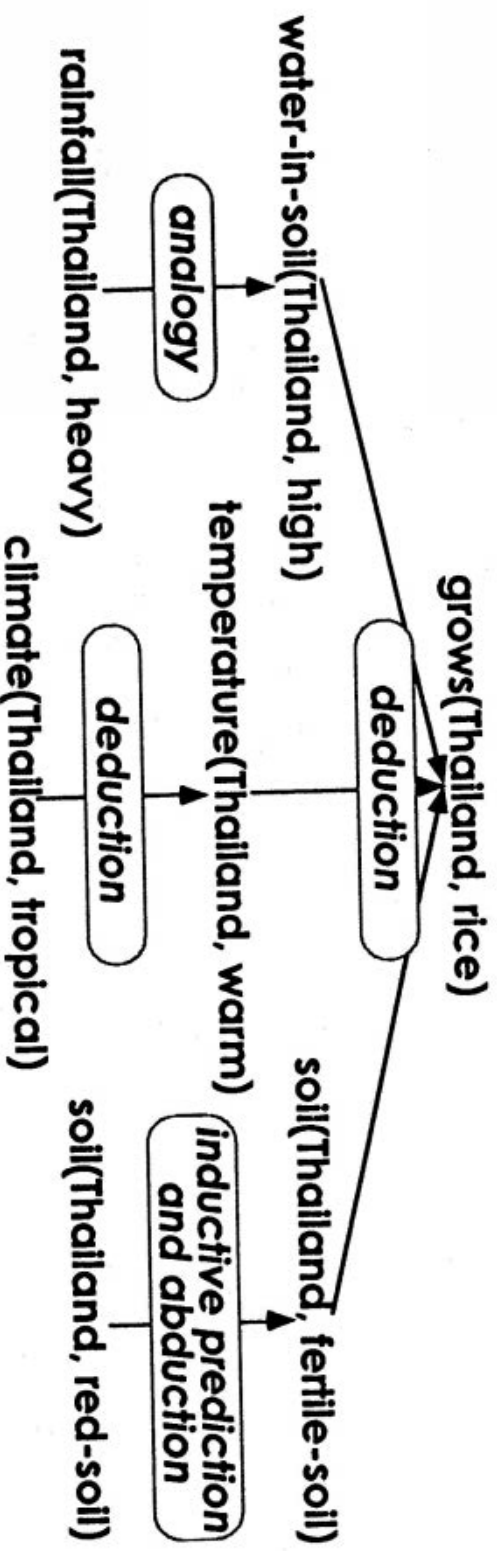 grows(Thailand, rice)
deduction
water-in-soil(Thailand, high)
temperature(Thailand, warm)
soil(Thailand, fertile-soil)
analogy
deduction
inductive prediction
and abduction
rainfall(Thailand, heavy)
climate(Thailand, tropical)
soil(Thailand, red-soil)